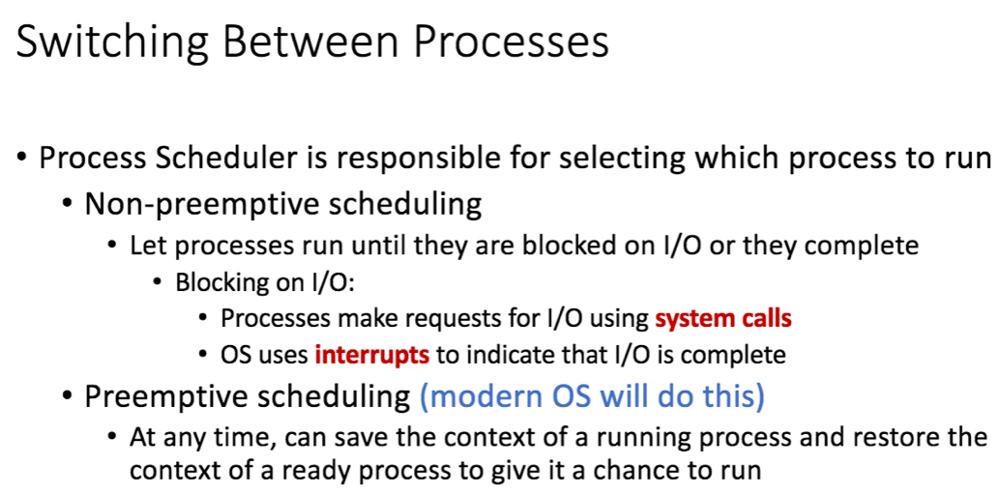 Switching Between Processes
• Process Scheduler is responsible for selecting which process to run
• Non-preemptive scheduling
• Let processes run until they are blocked on I/O or they complete
• Blocking on I/O:
• Processes make requests for I/O using system calls
• OS uses interrupts to indicate that I/O is complete
• Preemptive scheduling (modern OS will do this)
• At any time, can save the context of a running process and restore the
context of a ready process to give it a chance to run